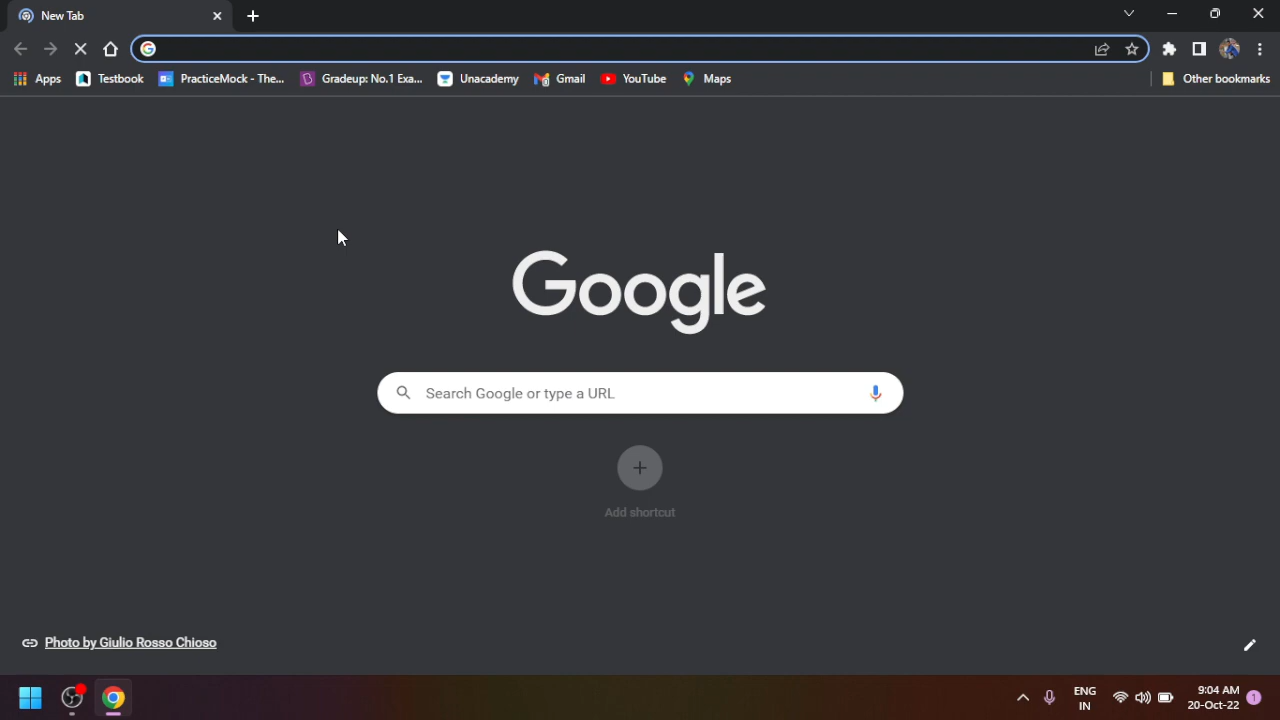 New Tab
Apps Testbook PracticeMock - The... Gradeup: No.1 Exa... Unacademy Gmail YouTube Maps Other bookmarks
Google
Search Google or type a URL
Add shortcut
Photo by Giulio Rosso Chioso
ENG 9:04 AM
IN 20-Oct-22 1